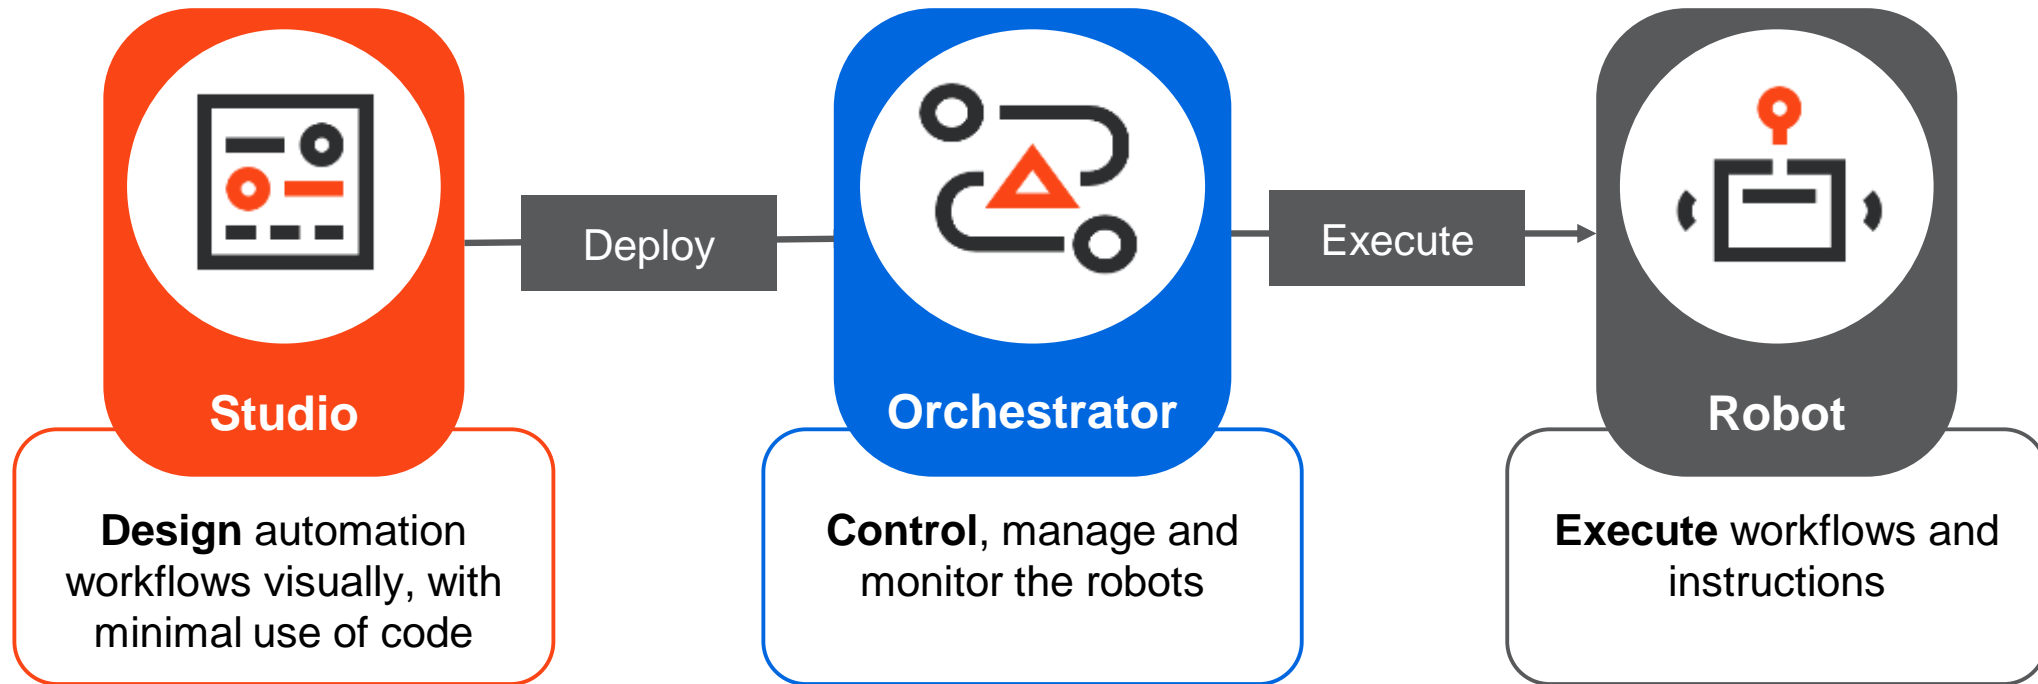 Deploy
Execute
Studio
Orchestrator
Robot
Design automation
workflows visually, with
minimal use of code
Control, manage and
monitor the robots
Execute workflows and
instructions